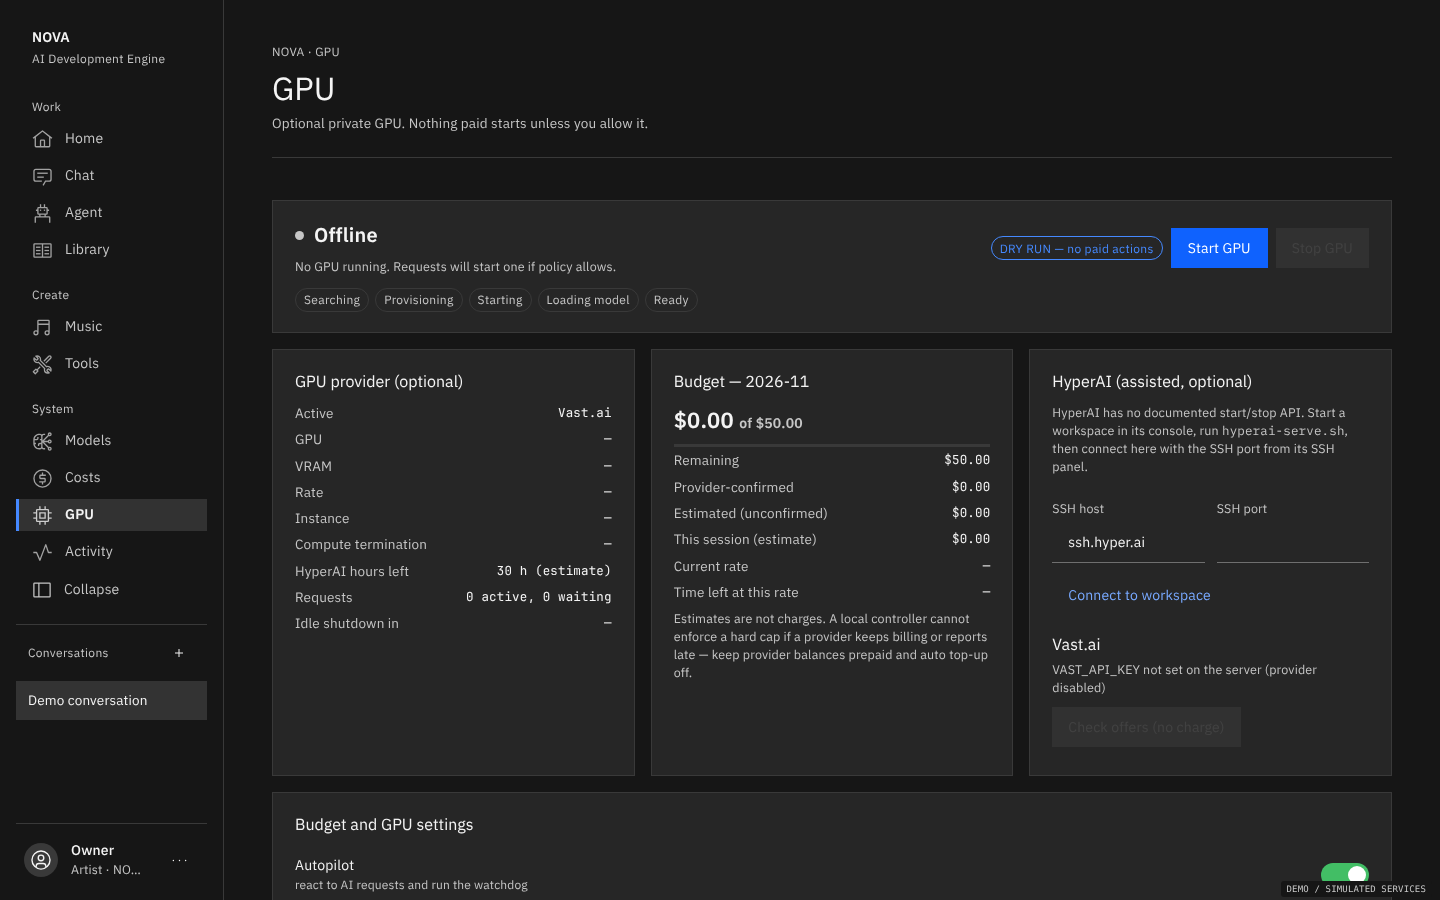 NOVA
AI Development Engine
Work
Home
Chat
Agent
Library
Create
Music
Tools
System
Models
Costs
GPU
Activity
Collapse
Conversations +
Demo conversation
Owner
Artist · NO...
...
NOVA · GPU
GPU
Optional private GPU. Nothing paid starts unless you allow it.
Offline
No GPU running. Requests will start one if policy allows.
Searching Provisioning Starting Loading model Ready
DRY RUN — no paid actions
Start GPU
Stop GPU
GPU provider (optional)
Active Vast.ai
GPU —
VRAM —
Rate —
Instance —
Compute termination —
HyperAI hours left 30 h (estimate)
Requests 0 active, 0 waiting
Idle shutdown in —
Budget — 2026-11
$0.00 of $50.00
Remaining $50.00
Provider-confirmed $0.00
Estimated (unconfirmed) $0.00
This session (estimate) $0.00
Current rate —
Time left at this rate —
Estimates are not charges. A local controller cannot
enforce a hard cap if a provider keeps billing or reports
late — keep provider balances prepaid and auto top-up
off.
HyperAI (assisted, optional)
HyperAI has no documented start/stop API. Start a
workspace in its console, run hyperai-serve.sh,
then connect here with the SSH port from its SSH
panel.
SSH host SSH port
ssh.hyper.ai
Connect to workspace
Vast.ai
VAST_API_KEY not set on the server (provider
disabled)
Check offers (no charge)
Budget and GPU settings
Autopilot
react to AI requests and run the watchdog
DEMO / SIMULATED SERVICES